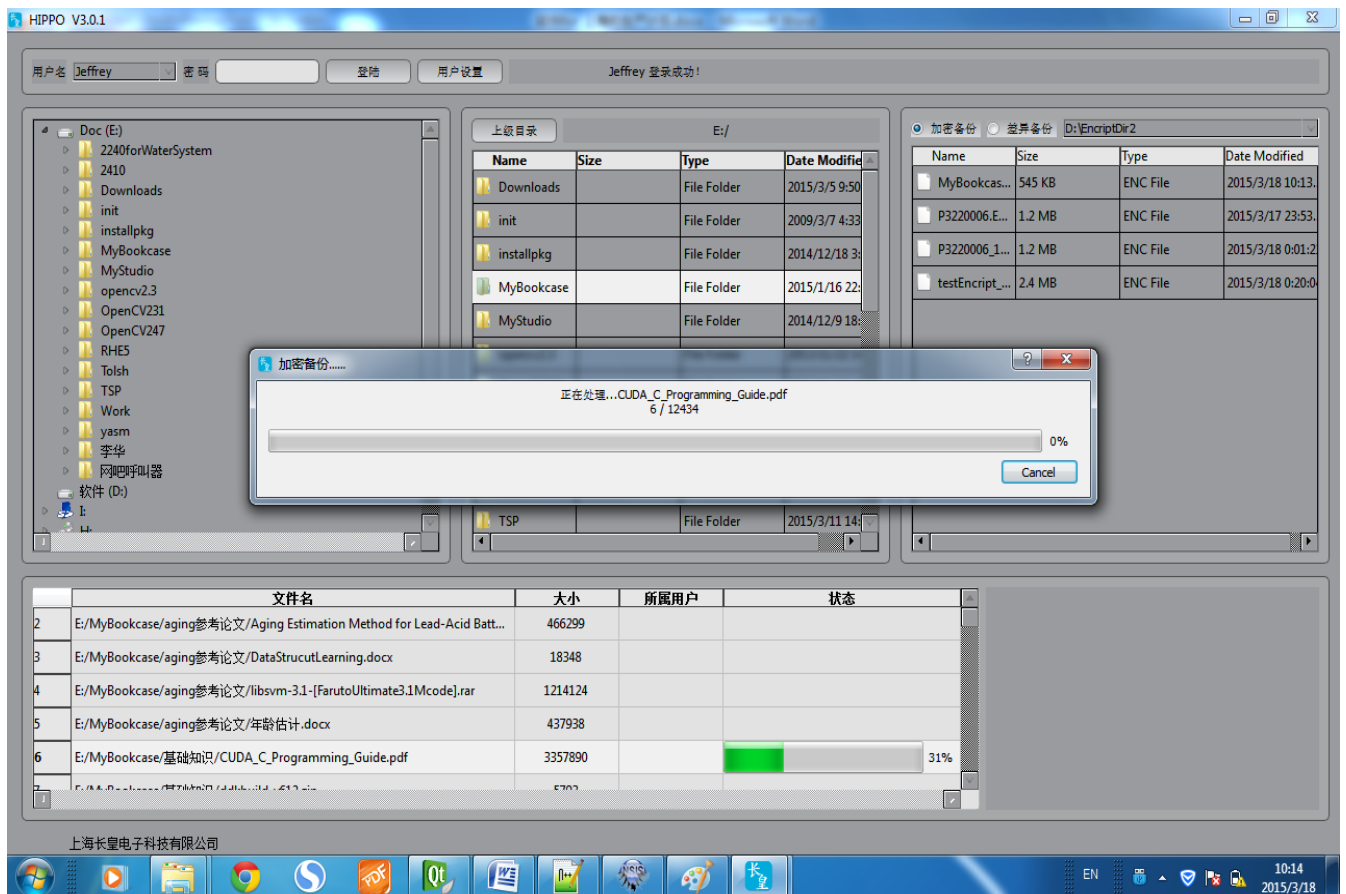 HIPPO V3.0.1
用户名 Jeffrey 密码 登陆 用户设置 Jeffrey 登录成功!
Doc (E:)
2240forWaterSystem
2410
Downloads
init
installpkg
MyBookcase
MyStudio
opencv2.3
OpenCV231
OpenCV247
RHE5
Tolsh
TSP
Work
yasm
李华
网吧呼叫器
软件 (D:)
I:
H:
上级目录 E:/
Name Size Type Date Modifie
Downloads File Folder 2015/3/5 9:50
init File Folder 2009/3/7 4:33
installpkg File Folder 2014/12/18 3:
MyBookcase File Folder 2015/1/16 22:
MyStudio File Folder 2014/12/9 18:
TSP File Folder 2015/3/11 14:
加密备份 差异备份 D:\EncriptDir2
Name Size Type Date Modified
MyBookcas... 545 KB ENC File 2015/3/18 10:13.
P3220006.E... 1.2 MB ENC File 2015/3/17 23:53.
P3220006_1... 1.2 MB ENC File 2015/3/18 0:01:2
testEncript_... 2.4 MB ENC File 2015/3/18 0:20:0
加密备份......
正在处理...CUDA_C_Programming_Guide.pdf
6 / 12434
0%
Cancel
文件名 大小 所属用户 状态
2 E:/MyBookcase/aging参考论文/Aging Estimation Method for Lead-Acid Batt... 466299
3 E:/MyBookcase/aging参考论文/DataStrucutLearning.docx 18348
4 E:/MyBookcase/aging参考论文/libsvm-3.1-[FarutoUltimate3.1Mcode].rar 1214124
5 E:/MyBookcase/aging参考论文/年龄估计.docx 437938
6 E:/MyBookcase/基础知识/CUDA_C_Programming_Guide.pdf 3357890 31%
上海长皇电子科技有限公司
PDF Qt W n++ NSIS 长皇 EN 10:14
2015/3/18